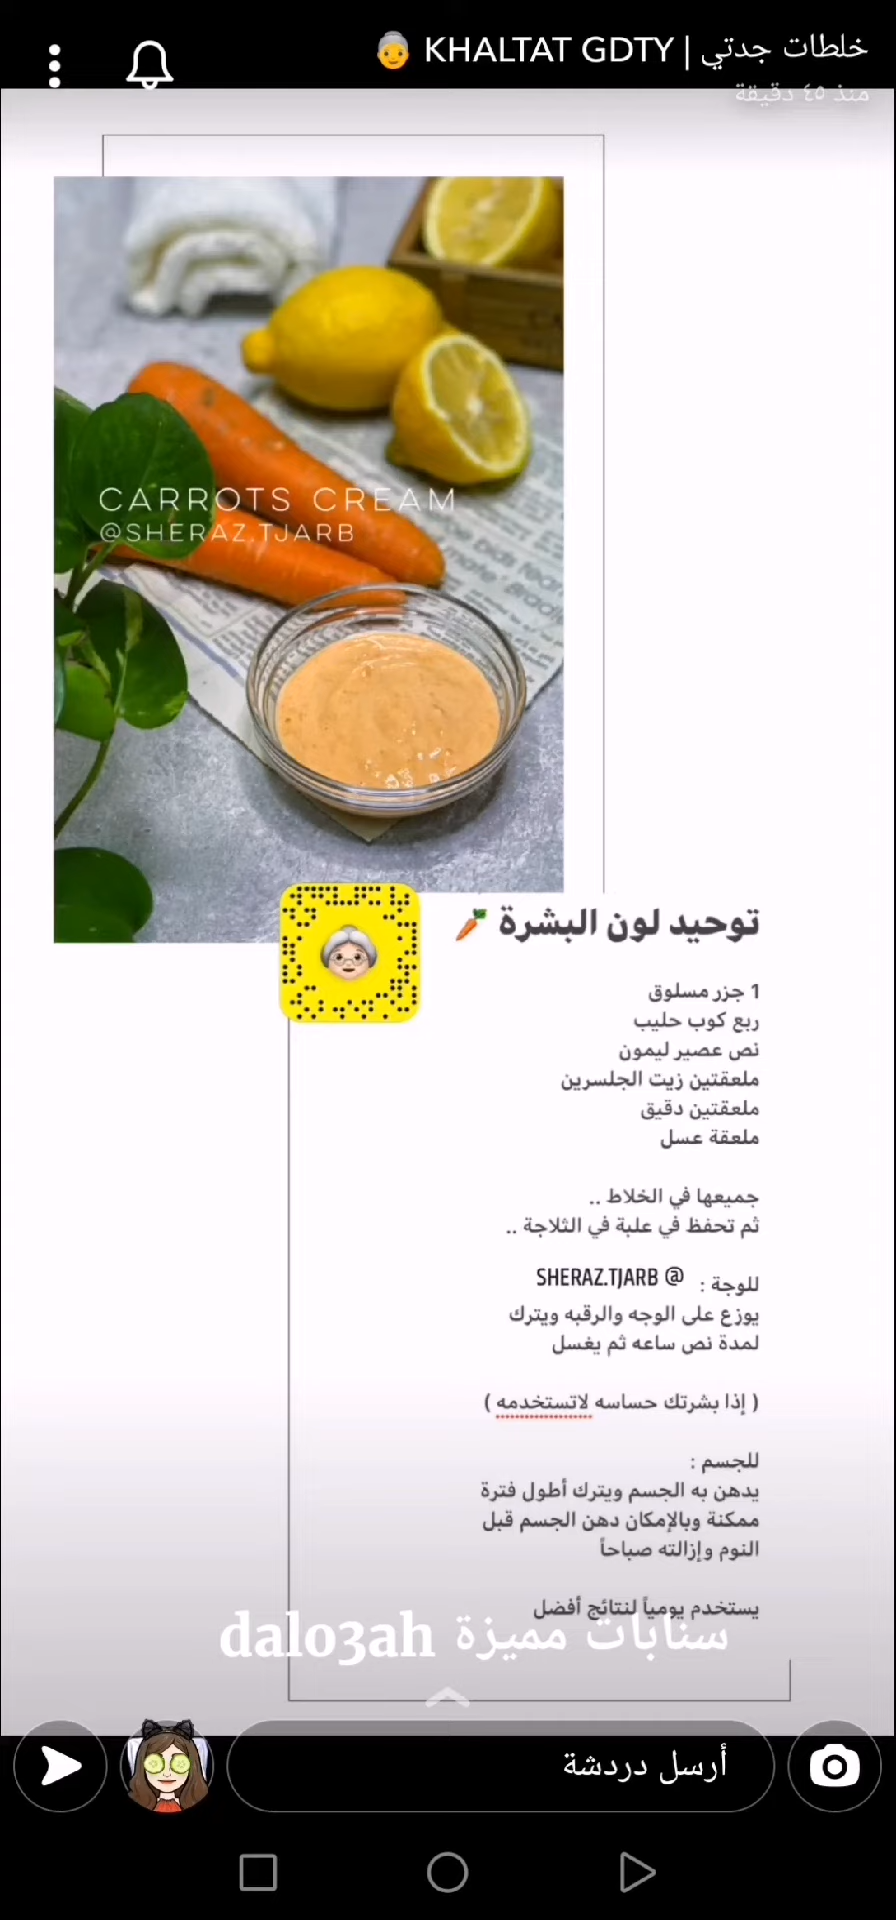 خلطات جدتي | KHALTAT GDTY 👵
منذ ٤٥ دقيقة
CARROTS CREAM
@SHERAZ.TJARB
توحيد لون البشرة 🥕
1 جزر مسلوق
ربع كوب حليب
نص عصير ليمون
ملعقتين زيت الجلسرين
ملعقتين دقيق
ملعقة عسل
جميعها في الخلاط ..
ثم تحفظ في علبة في الثلاجة ..
للوجة : @ SHERAZ.TJARB
يوزع على الوجه والرقبه ويترك
لمدة نص ساعه ثم يغسل
( إذا بشرتك حساسه لاتستخدمه )
للجسم :
يدهن به الجسم ويترك أطول فترة
ممكنة وبالإمكان دهن الجسم قبل
النوم وإزالته صباحاً
يستخدم يومياً لنتائج أفضل
سنابات مميزة dalo3ah
أرسل دردشة